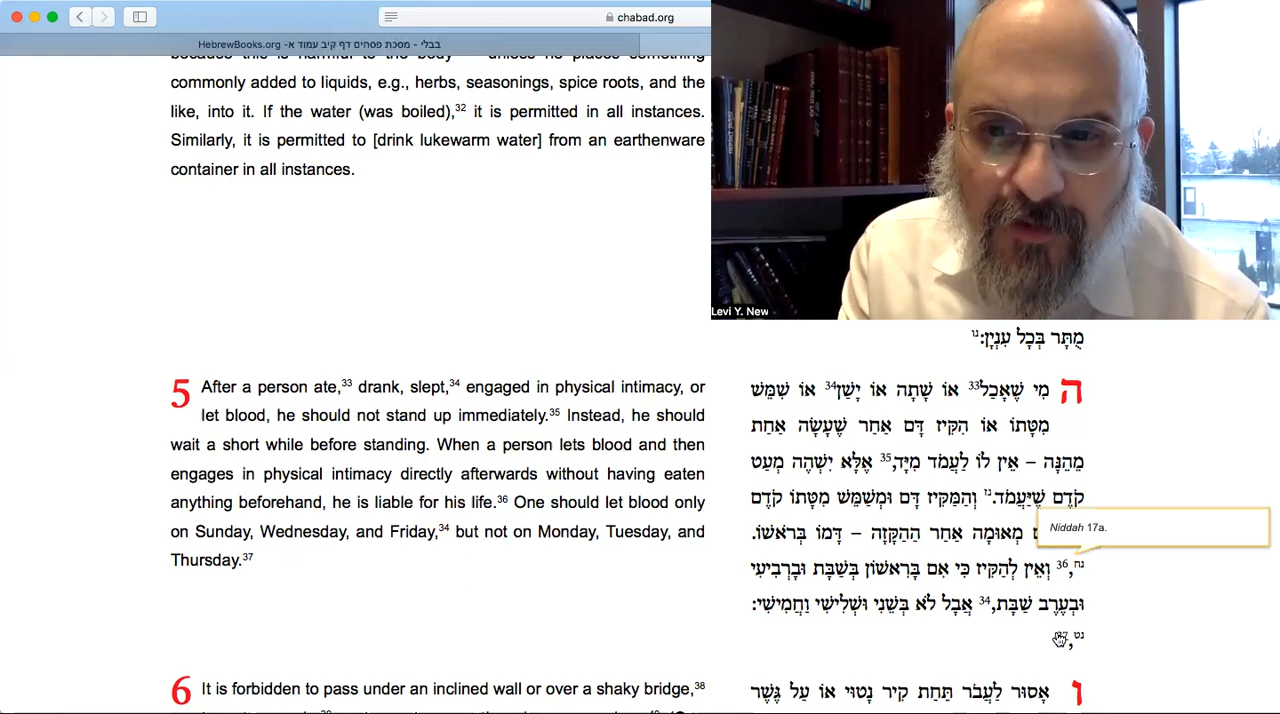 chabad.org
HebrewBooks.org -בבלי - מסכת פסחים דף קיב עמוד א
commonly added to liquids, e.g., herbs, seasonings, spice roots, and the
like, into it. If the water (was boiled),32 it is permitted in all instances.
Similarly, it is permitted to [drink lukewarm water] from an earthenware
container in all instances.
Levi Y. New
מֻתָּר בְּכָל עִנְיָן:נו
5 After a person ate,33 drank, slept,34 engaged in physical intimacy, or
let blood, he should not stand up immediately.35 Instead, he should
wait a short while before standing. When a person lets blood and then
engages in physical intimacy directly afterwards without having eaten
anything beforehand, he is liable for his life.36 One should let blood only
on Sunday, Wednesday, and Friday,34 but not on Monday, Tuesday, and
Thursday.37
ה מִי שֶׁאָכַל33 אוֹ שָׁתָה אוֹ יָשַׁן34 אוֹ שִׁמֵּשׁ
מִטָּתוֹ אוֹ הִקִּיז דָּם אַחַר שֶׁעָשָׂה אַחַת
מֵהֵנָּה – אֵין לוֹ לַעֲמֹד מִיָּד,35 אֶלָּא יִשְׁהֶה מְעַט
קֹדֶם שֶׁיַּעֲמֹד.נז וְהַמַּקִּיז דָּם וּמְשַׁמֵּשׁ מִטָּתוֹ קֹדֶם
מְאוּמָה אַחַר הַהַקָּזָה – דָּמוֹ בְּרֹאשׁוֹ.
נח,36 וְאֵין לְהַקִּיז כִּי אִם בָּרִאשׁוֹן בְּשַׁבָּת וּבָרְבִיעִי
וּבְעֶרֶב שַׁבָּת,34 אֲבָל לֹא בְּשֵׁנִי וּשְׁלִישִׁי וַחֲמִישִׁי:
נט,
Niddah 17a.
6 It is forbidden to pass under an inclined wall or over a shaky bridge,38
ו אָסוּר לַעֲבֹר תַּחַת קִיר נָטוּי אוֹ עַל גֶּשֶׁר